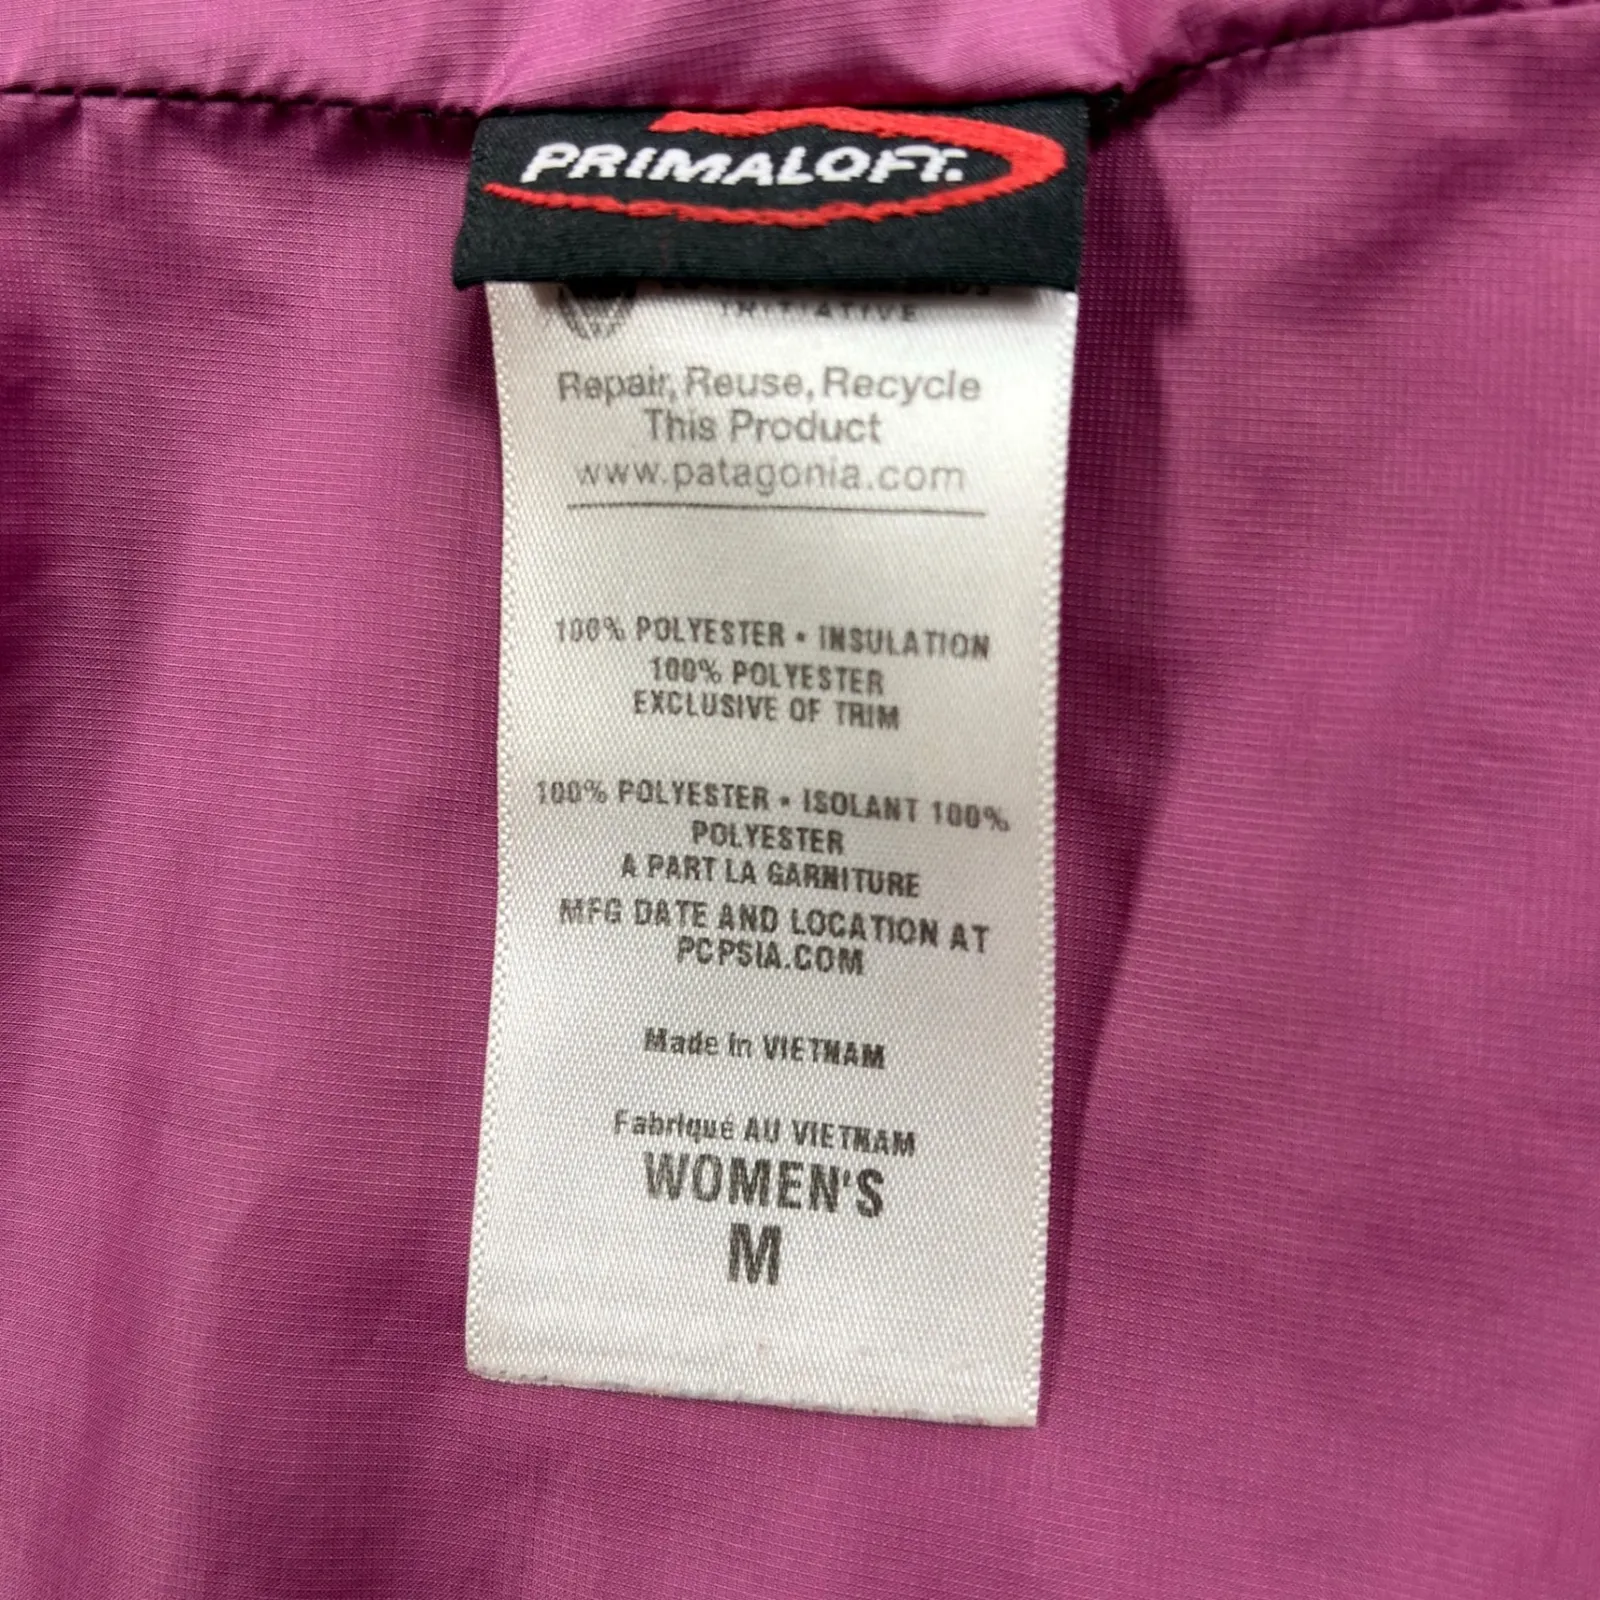 PRIMALOFT.
INITIATIVE
Repair, Reuse, Recycle
This Product
www.patagonia.com
100% POLYESTER • INSULATION
100% POLYESTER
EXCLUSIVE OF TRIM
100% POLYESTER • ISOLANT 100%
POLYESTER
A PART LA GARNITURE
MFG DATE AND LOCATION AT
PCPSIA.COM
Made in VIETNAM
Fabriqué AU VIETNAM
WOMEN'S
M